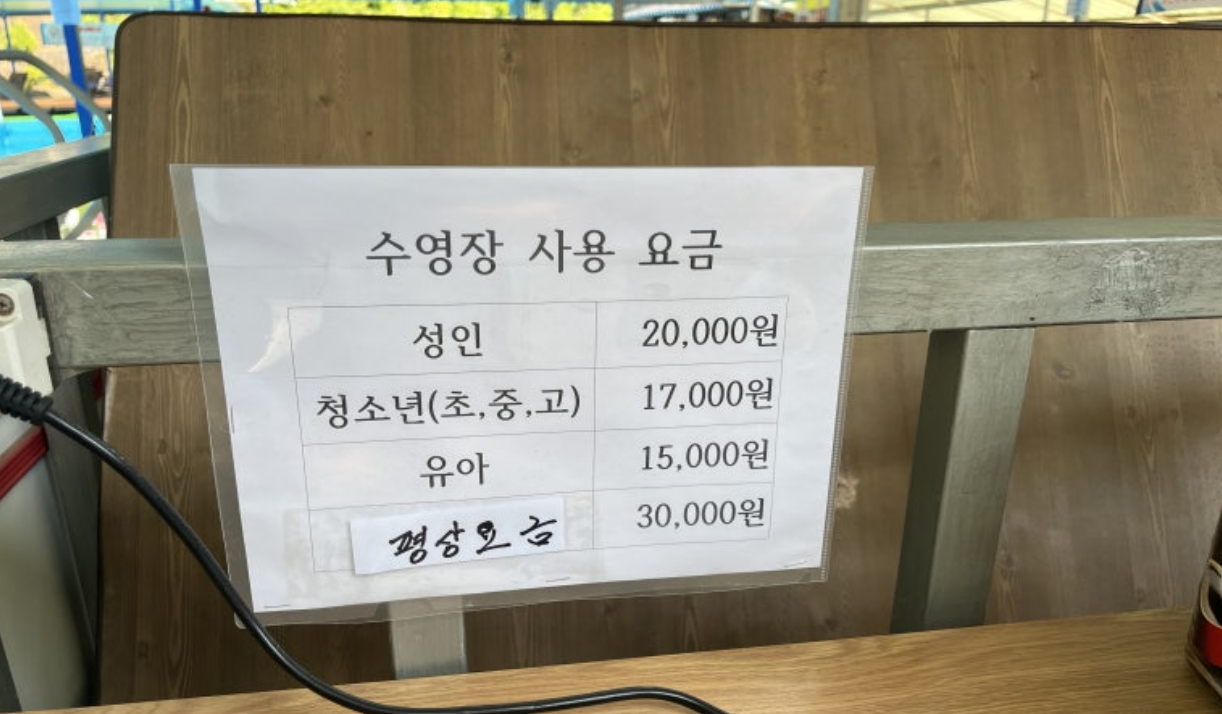 수영장 사용 요금
성인 20,000원
청소년(초,중,고) 17,000원
유아 15,000원
평상요금 30,000원